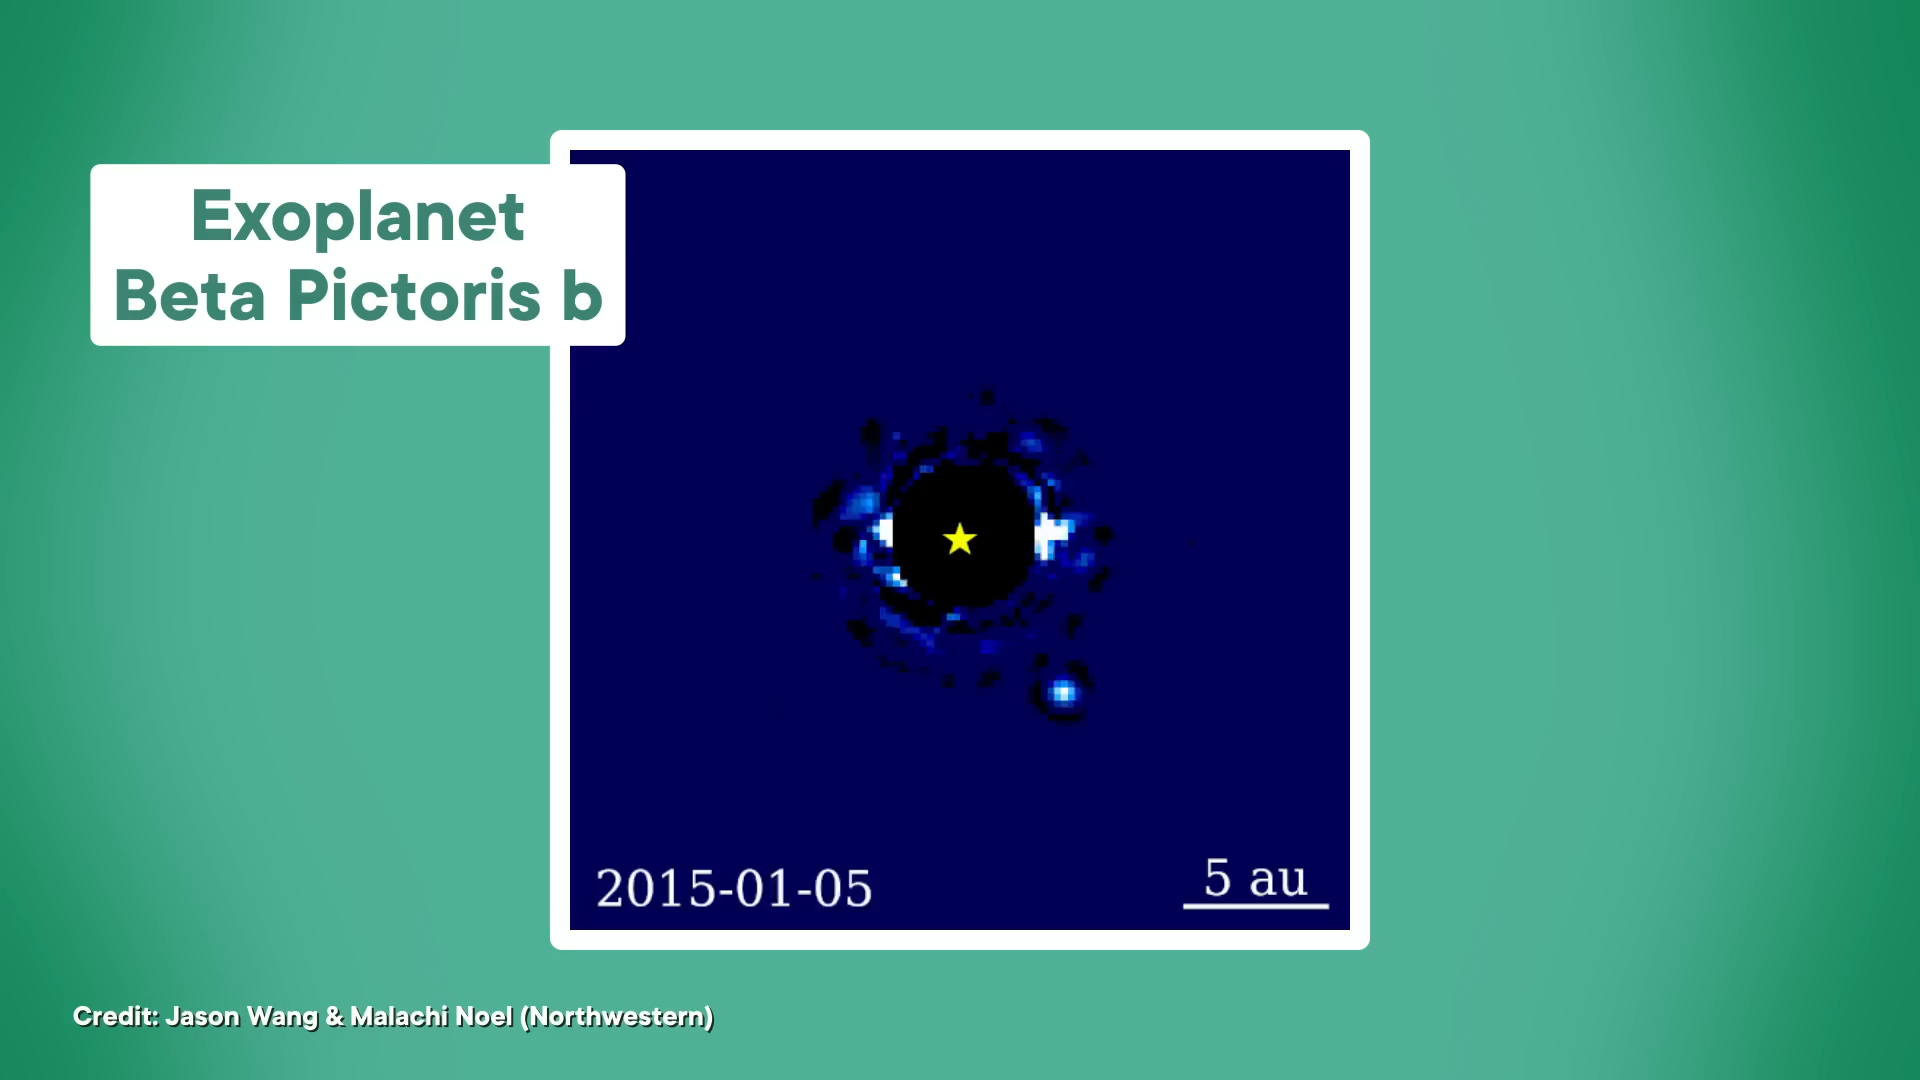 Exoplanet
Beta Pictoris b
2015-01-05
5 au
Credit: Jason Wang & Malachi Noel (Northwestern)